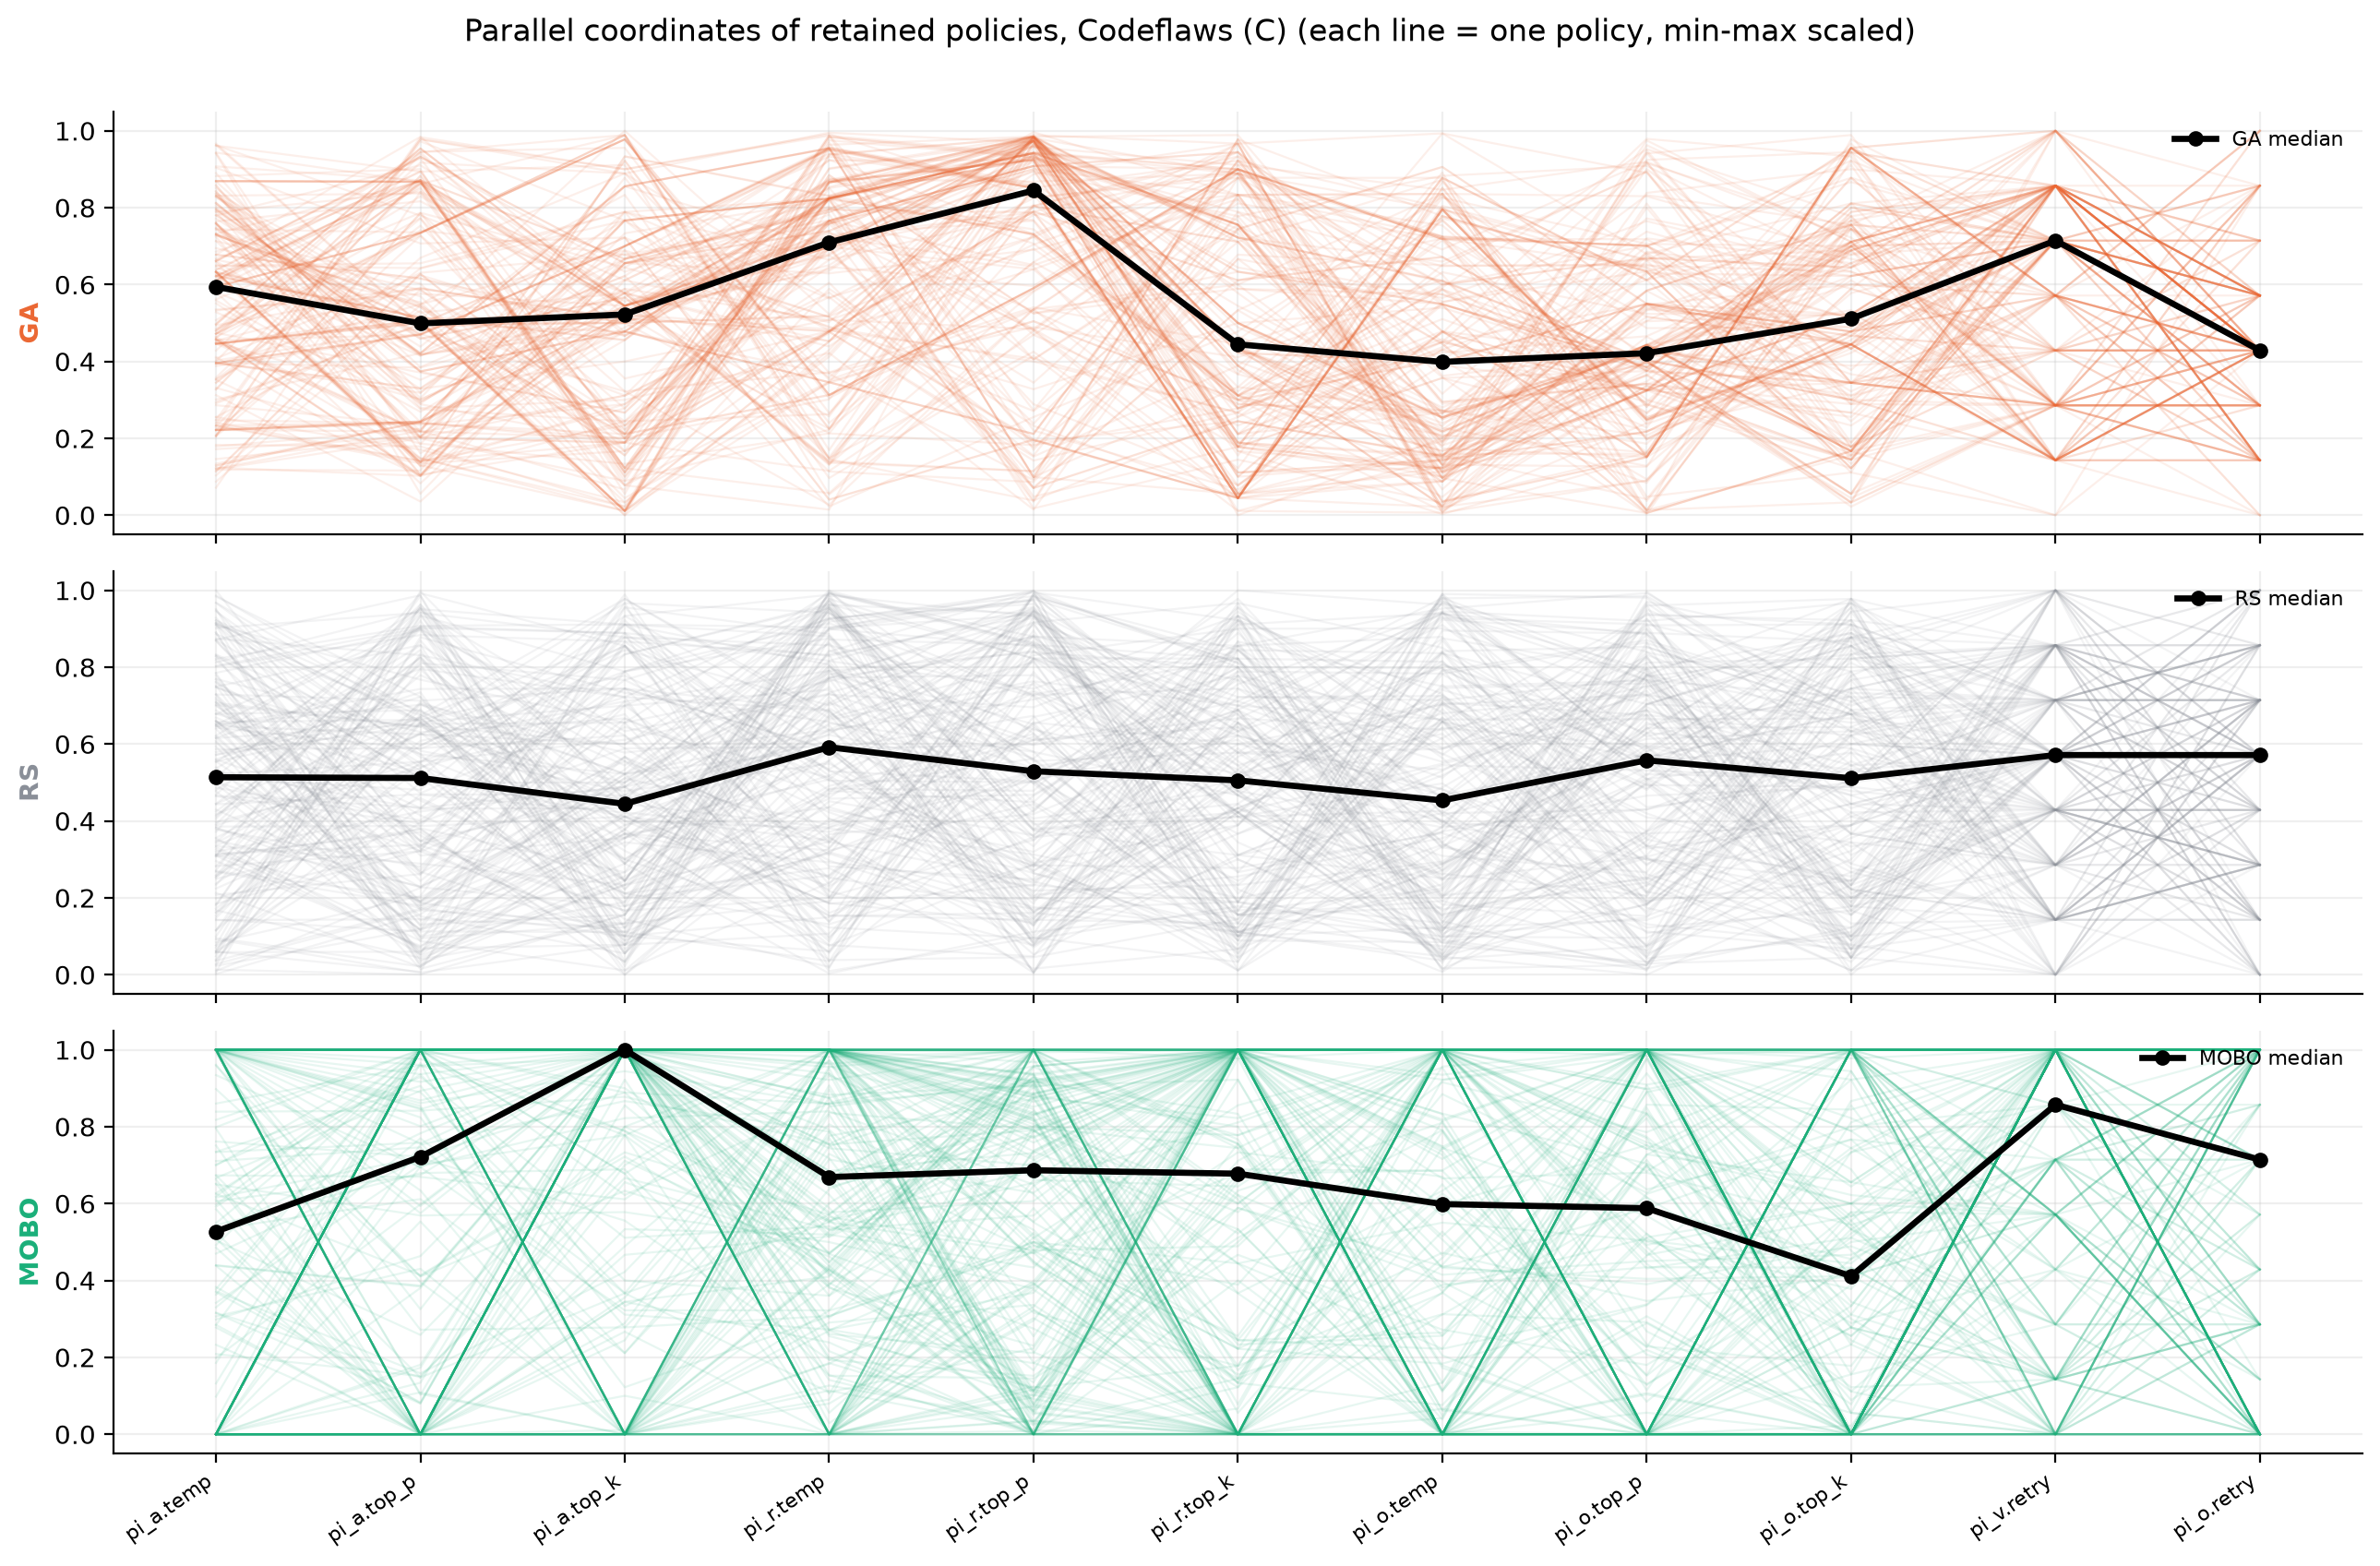 Parallel coordinates of retained policies, Codeflaws (C) (each line = one policy, min-max scaled)
GA
1.0
0.8
0.6
0.4
0.2
0.0
GA median
RS
1.0
0.8
0.6
0.4
0.2
0.0
RS median
MOBO
1.0
0.8
0.6
0.4
0.2
0.0
MOBO median
pi_a.temp
pi_a.top_p
pi_a.top_k
pi_r.temp
pi_r.top_p
pi_r.top_k
pi_o.temp
pi_o.top_p
pi_o.top_k
pi_v.retry
pi_o.retry